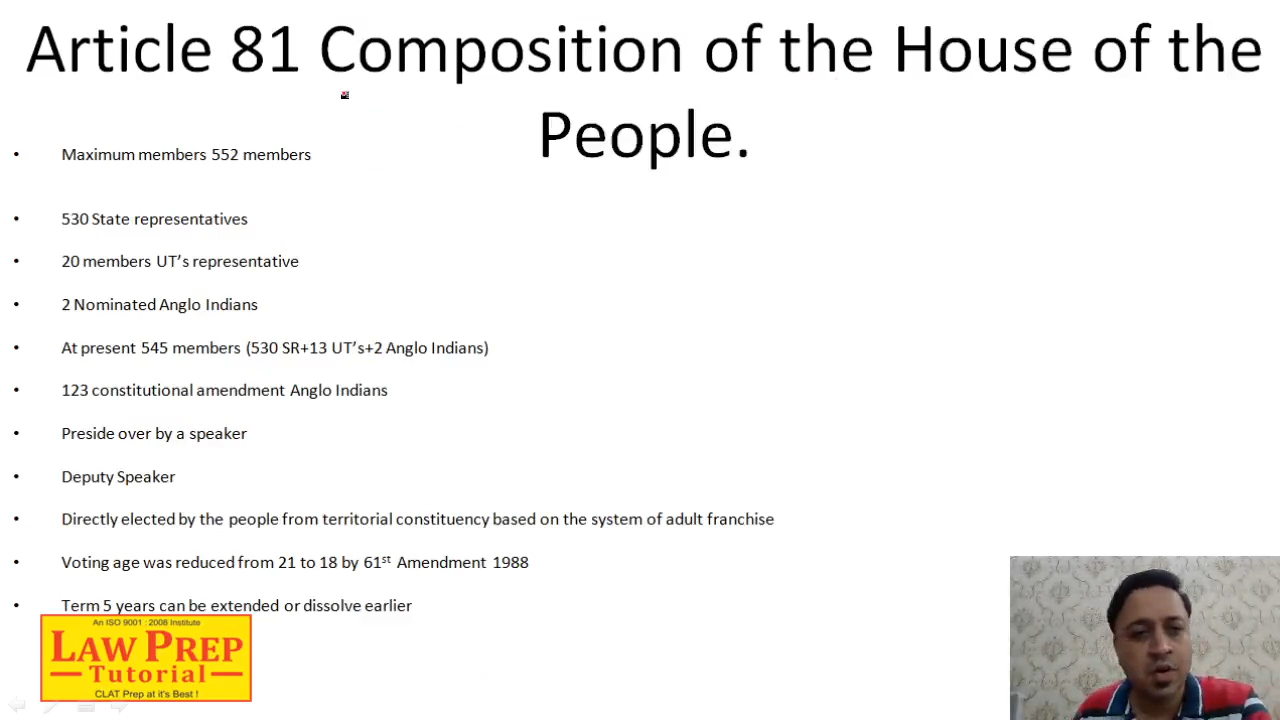 Article 81 Composition of the House of the
People.
• Maximum members 552 members
• 530 State representatives
• 20 members UT’s representative
• 2 Nominated Anglo Indians
• At present 545 members (530 SR+13 UT’s+2 Anglo Indians)
• 123 constitutional amendment Anglo Indians
• Preside over by a speaker
• Deputy Speaker
• Directly elected by the people from territorial constituency based on the system of adult franchise
• Voting age was reduced from 21 to 18 by 61st Amendment 1988
• Term 5 years can be extended or dissolve earlier
An ISO 9001 : 2008 Institute
LAW PREP
Tutorial
CLAT Prep at it's Best !